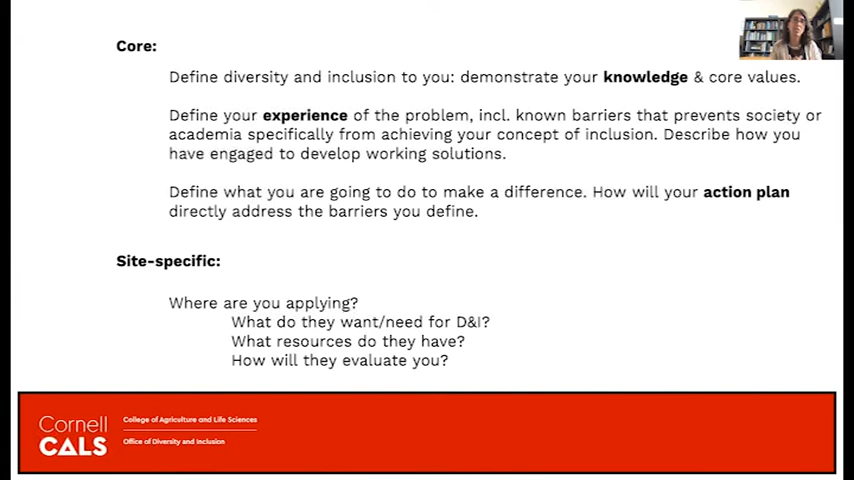 Core:
Define diversity and inclusion to you: demonstrate your knowledge & core values.
Define your experience of the problem, incl. known barriers that prevents society or
academia specifically from achieving your concept of inclusion. Describe how you
have engaged to develop working solutions.
Define what you are going to do to make a difference. How will your action plan
directly address the barriers you define.
Site-specific:
Where are you applying?
What do they want/need for D&I?
What resources do they have?
How will they evaluate you?
Cornell
CALS
College of Agriculture and Life Sciences
Office of Diversity and Inclusion